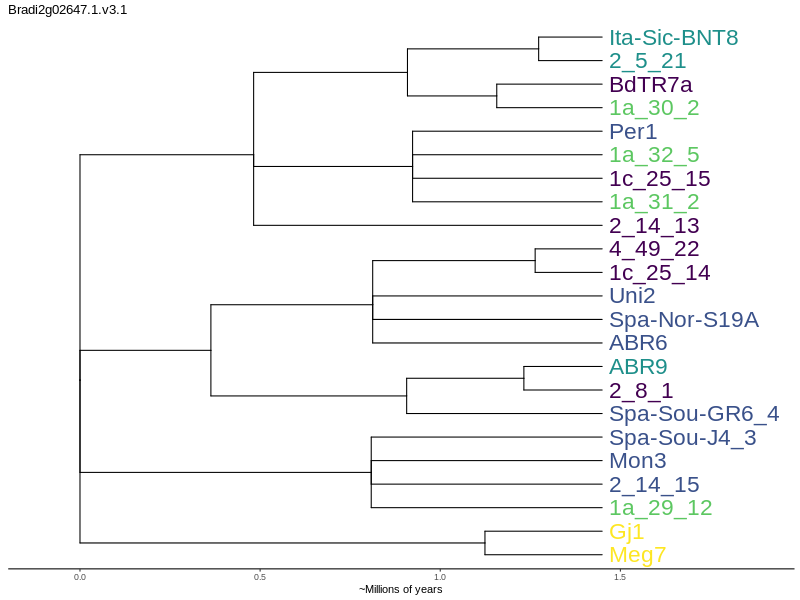 Bradi2g02647.1.v3.1
Ita-Sic-BNT8
2_5_21
BdTR7a
1a_30_2
Per1
1a_32_5
1c_25_15
1a_31_2
2_14_13
4_49_22
1c_25_14
Uni2
Spa-Nor-S19A
ABR6
ABR9
2_8_1
Spa-Sou-GR6_4
Spa-Sou-J4_3
Mon3
2_14_15
1a_29_12
Gj1
Meg7
0.0 0.5 1.0 1.5
~Millions of years